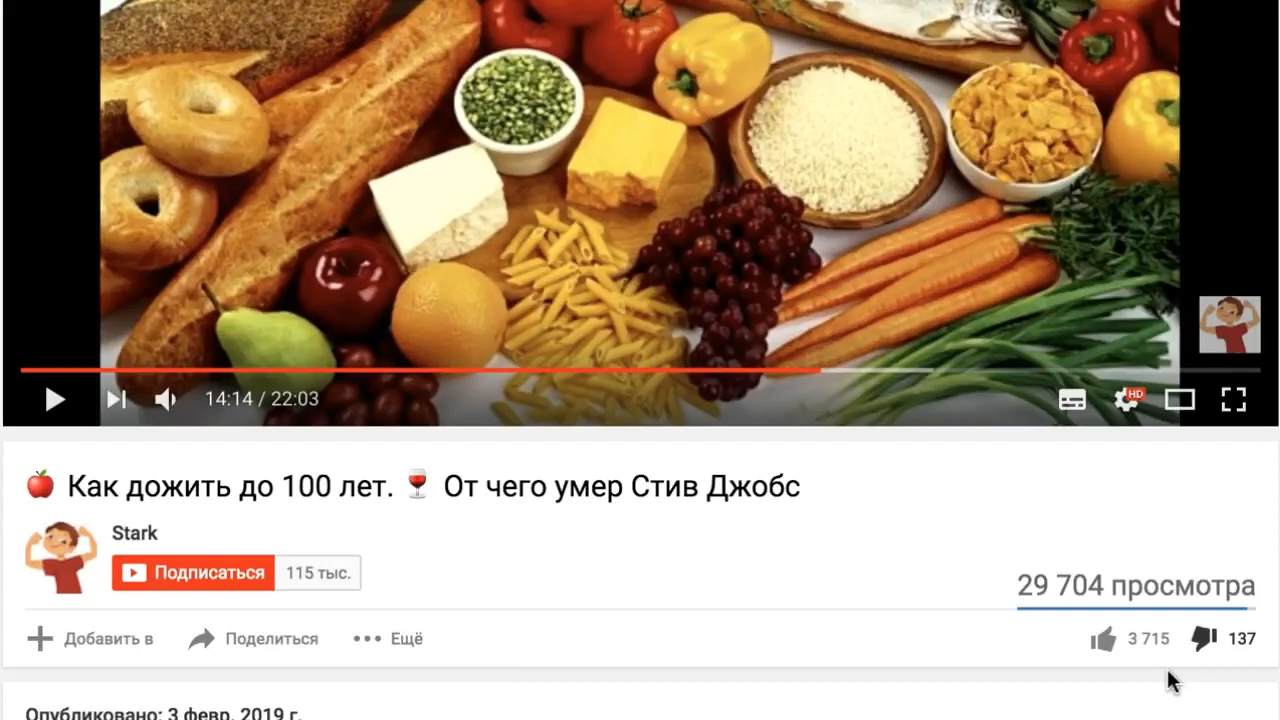 14:14 / 22:03
HD
🍎 Как дожить до 100 лет. 🍷 От чего умер Стив Джобс
Stark
Подписаться 115 тыс.
29 704 просмотра
Добавить в Поделиться ••• Ещё 3 715 137
Опубликовано: 3 февр. 2019 г.